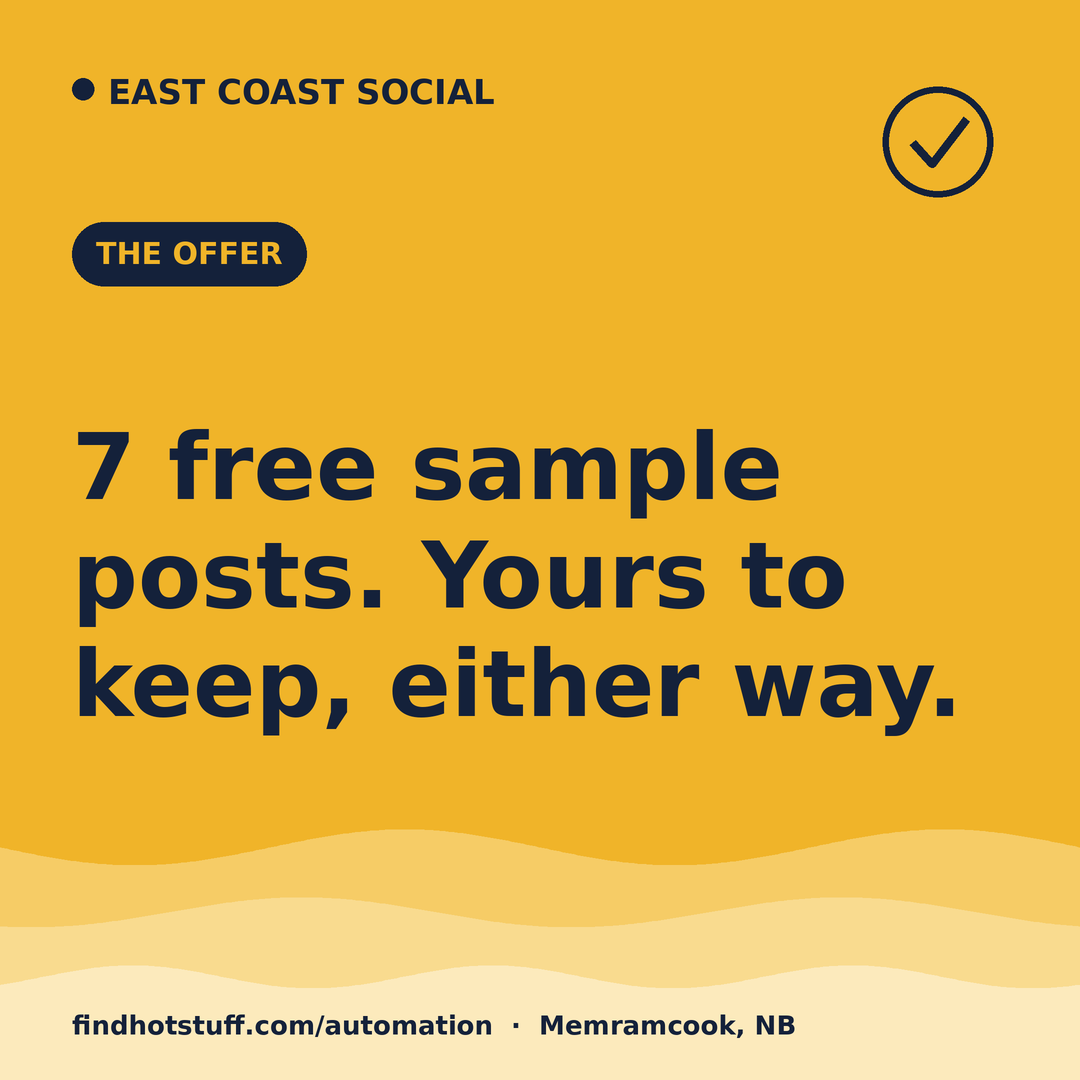 EAST COAST SOCIAL
THE OFFER
7 free sample
posts. Yours to
keep, either way.
findhotstuff.com/automation · Memramcook, NB